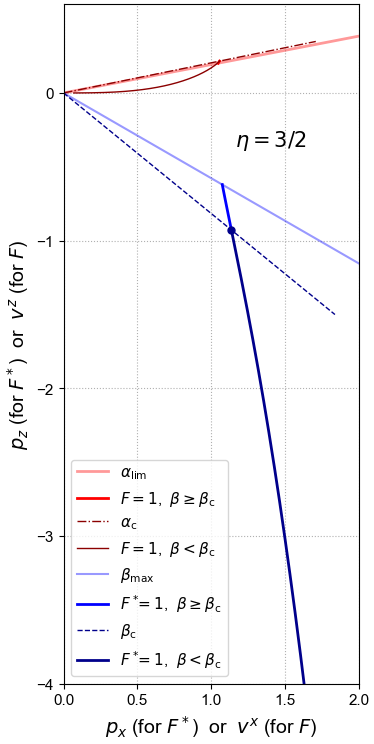 0
η = 3/2
−1
p_z (for F*) or v^z (for F)
−2
−3
−4
α_lim
F = 1, β ≥ β_c
α_c
F = 1, β < β_c
β_max
F* = 1, β ≥ β_c
β_c
F* = 1, β < β_c
0.0 0.5 1.0 1.5 2.0
p_x (for F*) or v^x (for F)